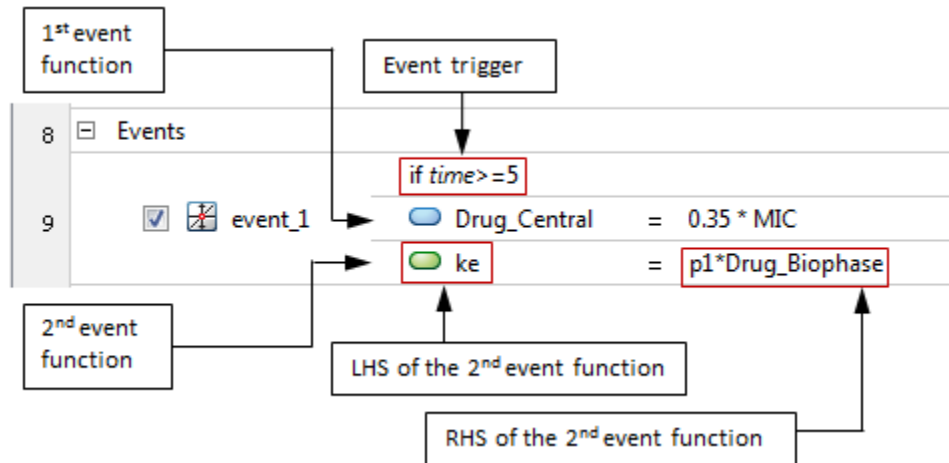 1st event
function
Event trigger
8 Events
if time>=5
9 event_1 Drug_Central = 0.35 * MIC
ke = p1*Drug_Biophase
2nd event
function
LHS of the 2nd event function
RHS of the 2nd event function